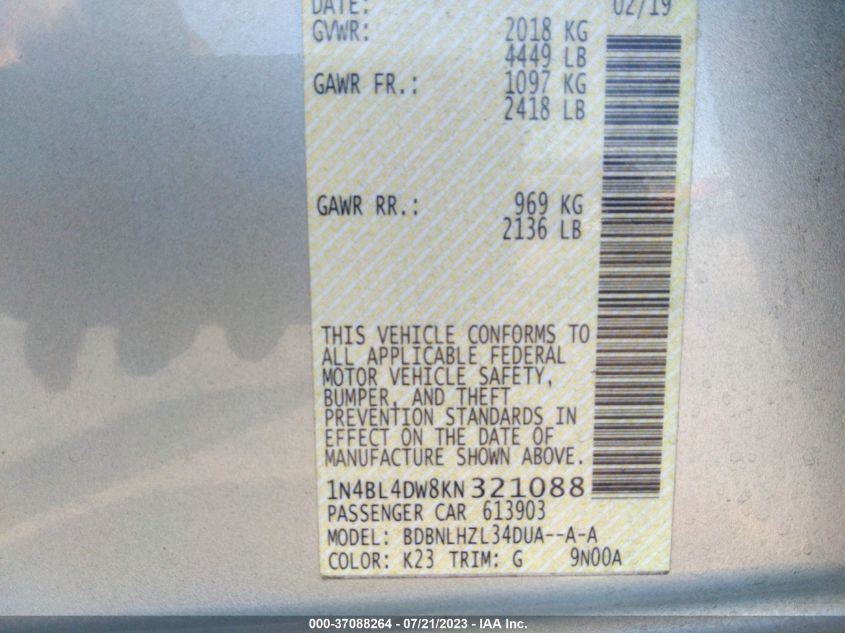 DATE: 02/19
GVWR: 2018 KG
4449 LB
GAWR FR.: 1097 KG
2418 LB
GAWR RR.: 969 KG
2136 LB
THIS VEHICLE CONFORMS TO
ALL APPLICABLE FEDERAL
MOTOR VEHICLE SAFETY,
BUMPER, AND THEFT
PREVENTION STANDARDS IN
EFFECT ON THE DATE OF
MANUFACTURE SHOWN ABOVE.
1N4BL4DW8KN321088
PASSENGER CAR 613903
MODEL: BDBNLHZL34DUA--A-A
COLOR: K23 TRIM: G 9N00A
000-37088264 - 07/21/2023 - IAA Inc.